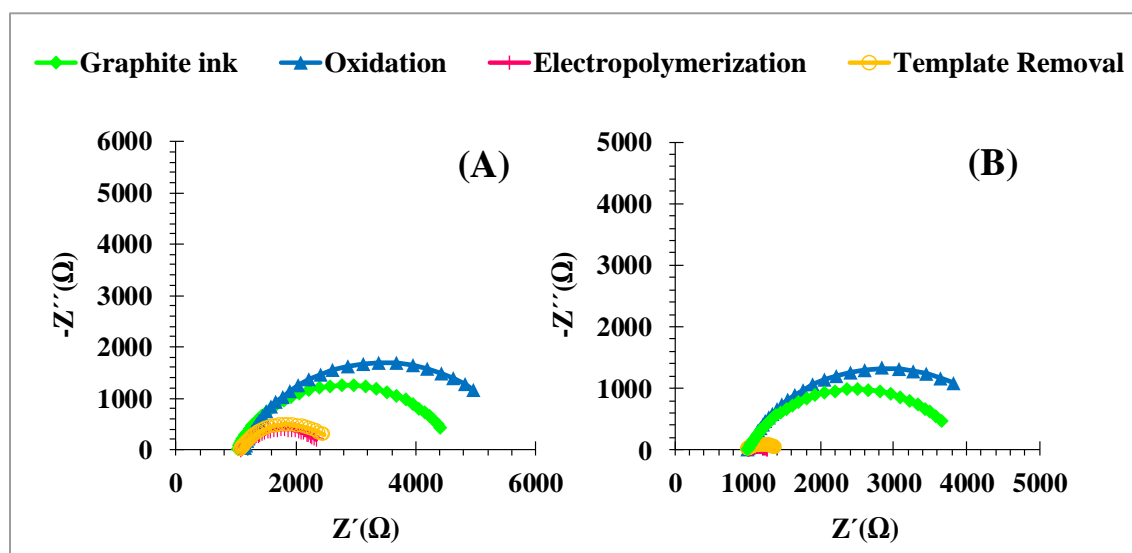 Graphite ink Oxidation Electropolymerization Template Removal
(A)
6000
5000
4000
3000
2000
1000
0
-Z´´(Ω)
0 2000 4000 6000
Z´(Ω)
(B)
5000
4000
3000
2000
1000
0
-Z´´(Ω)
0 1000 2000 3000 4000 5000
Z´(Ω)